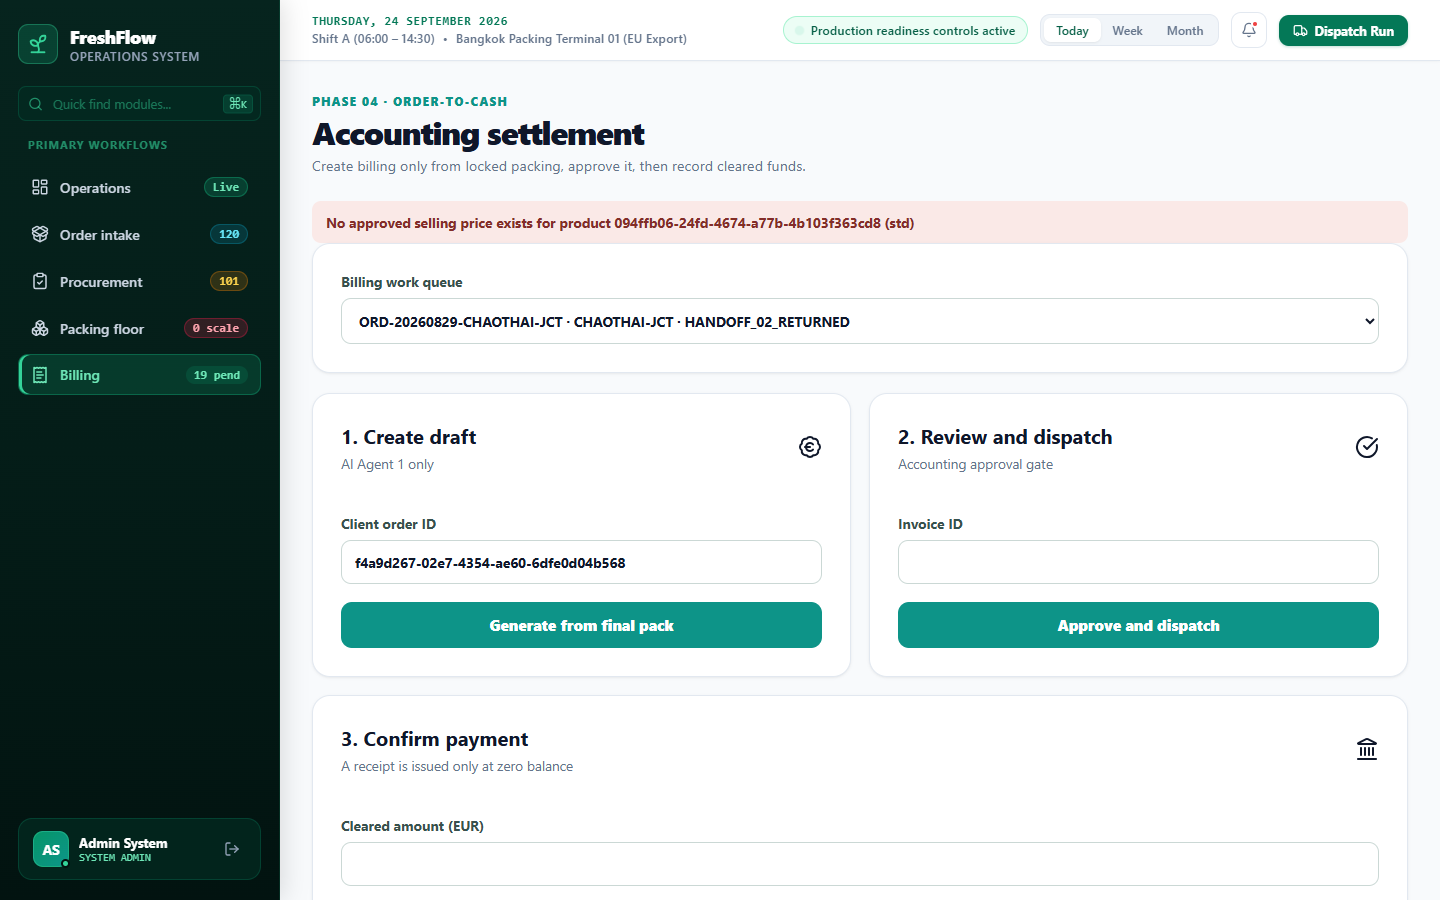 FreshFlow
OPERATIONS SYSTEM
Quick find modules...
⌘K
PRIMARY WORKFLOWS
Operations
Live
Order intake
120
Procurement
101
Packing floor
0 scale
Billing
19 pend
Admin System
AS
SYSTEM ADMIN
THURSDAY, 24 SEPTEMBER 2026
Shift A (06:00 – 14:30) • Bangkok Packing Terminal 01 (EU Export)
Production readiness controls active
Today
Week
Month
Dispatch Run
PHASE 04 · ORDER-TO-CASH
Accounting settlement
Create billing only from locked packing, approve it, then record cleared funds.
No approved selling price exists for product 094ffb06-24fd-4674-a77b-4b103f363cd8 (std)
Billing work queue
ORD-20260829-CHAOTHAI-JCT · CHAOTHAI-JCT · HANDOFF_02_RETURNED
1. Create draft
AI Agent 1 only
Client order ID
f4a9d267-02e7-4354-ae60-6dfe0d04b568
Generate from final pack
2. Review and dispatch
Accounting approval gate
Invoice ID
Approve and dispatch
3. Confirm payment
A receipt is issued only at zero balance
Cleared amount (EUR)